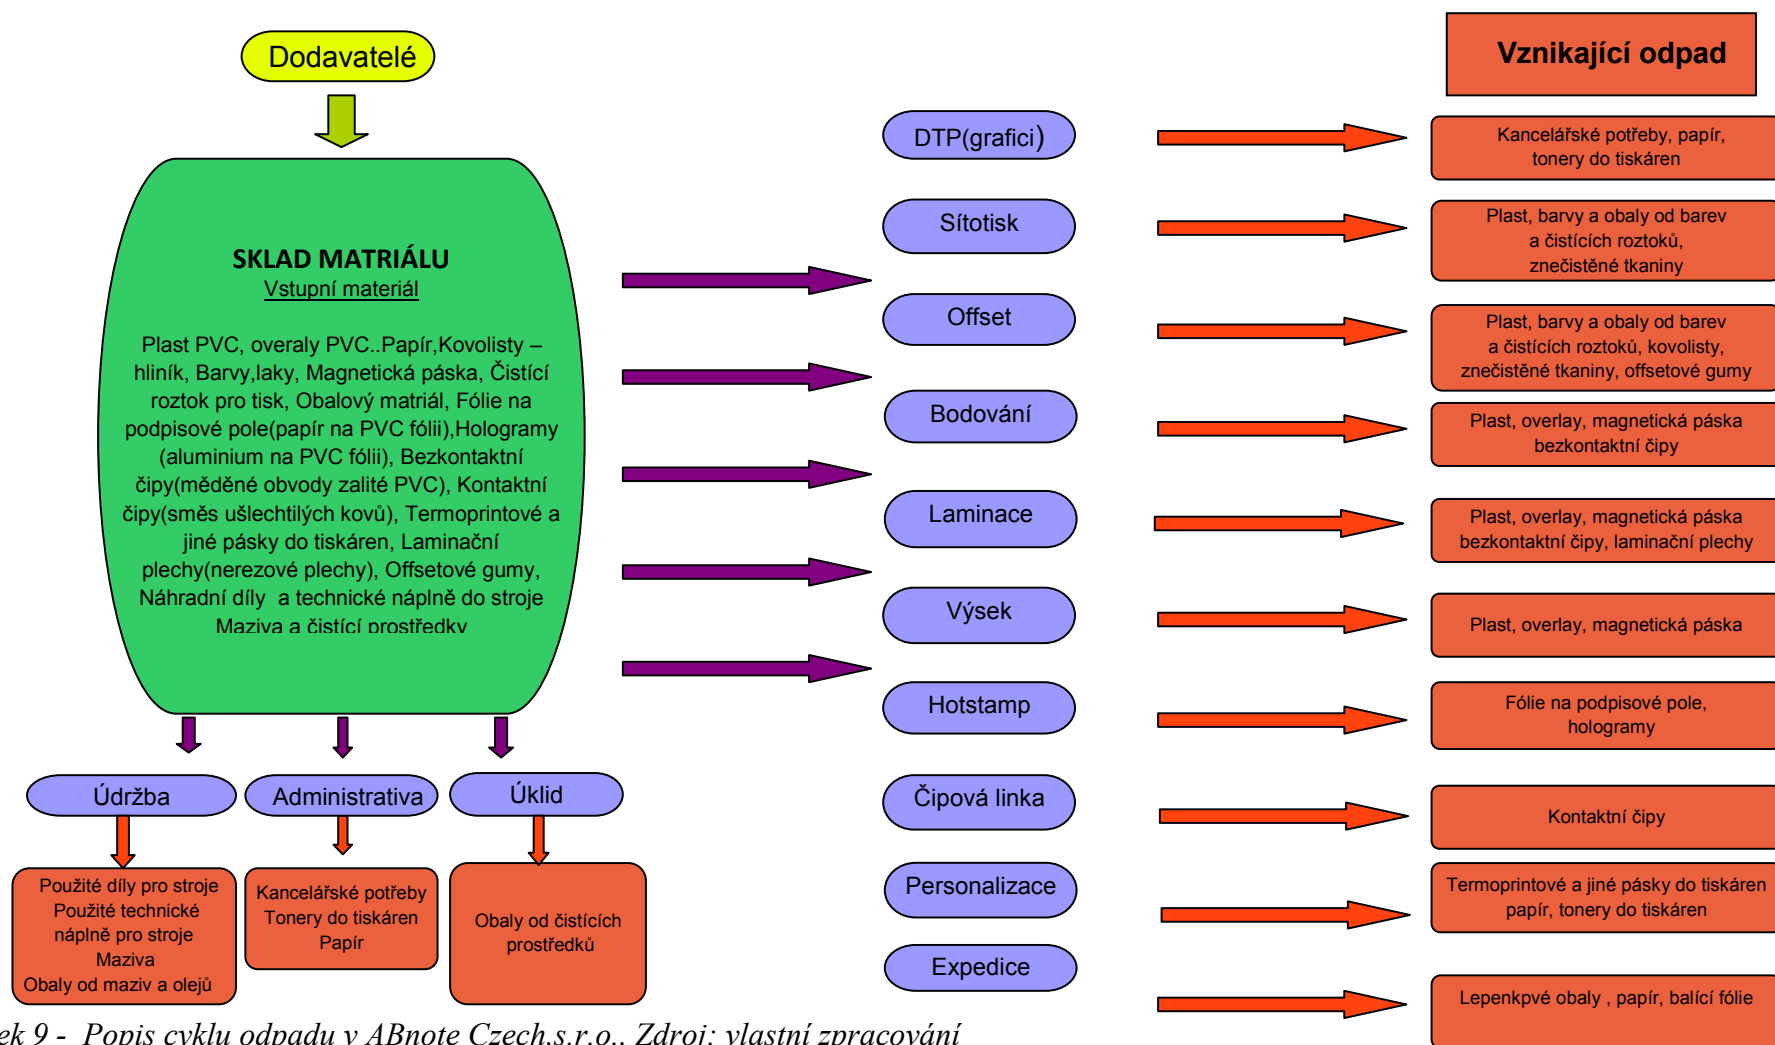 Dodavatelé
Vznikající odpad
SKLAD MATRIÁLU
Vstupní materiál
Plast PVC, overaly PVC..Papír,Kovolisty –
hliník, Barvy,laky, Magnetická páska, Čistící
roztok pro tisk, Obalový matriál, Fólie na
podpisové pole(papír na PVC fólii),Hologramy
(aluminium na PVC fólii), Bezkontaktní
čipy(měděné obvody zalité PVC), Kontaktní
čipy(směs ušlechtilých kovů), Termoprintové a
jiné pásky do tiskáren, Laminační
plechy(nerezové plechy), Offsetové gumy,
Náhradní díly a technické náplně do stroje
Maziva a čistící prostředky
DTP(grafici)
Kancelářské potřeby, papír,
tonery do tiskáren
Sítotisk
Plast, barvy a obaly od barev
a čistících roztoků,
znečistěné tkaniny
Offset
Plast, barvy a obaly od barev
a čistících roztoků, kovolisty,
znečistěné tkaniny, offsetové gumy
Bodování
Plast, overlay, magnetická páska
bezkontaktní čipy
Laminace
Plast, overlay, magnetická páska
bezkontaktní čipy, laminační plechy
Výsek
Plast, overlay, magnetická páska
Hotstamp
Fólie na podpisové pole,
hologramy
Čipová linka
Kontaktní čipy
Personalizace
Termoprintové a jiné pásky do tiskáren
papír, tonery do tiskáren
Expedice
Lepenkpvé obaly , papír, balící fólie
Údržba
Administrativa
Úklid
Použité díly pro stroje
Použité technické
náplně pro stroje
Maziva
Obaly od maziv a olejů
Kancelářské potřeby
Tonery do tiskáren
Papír
Obaly od čistících
prostředků
ek 9 - Popis cyklu odpadu v ABnote Czech.s.r.o., Zdroj: vlastní zpracování